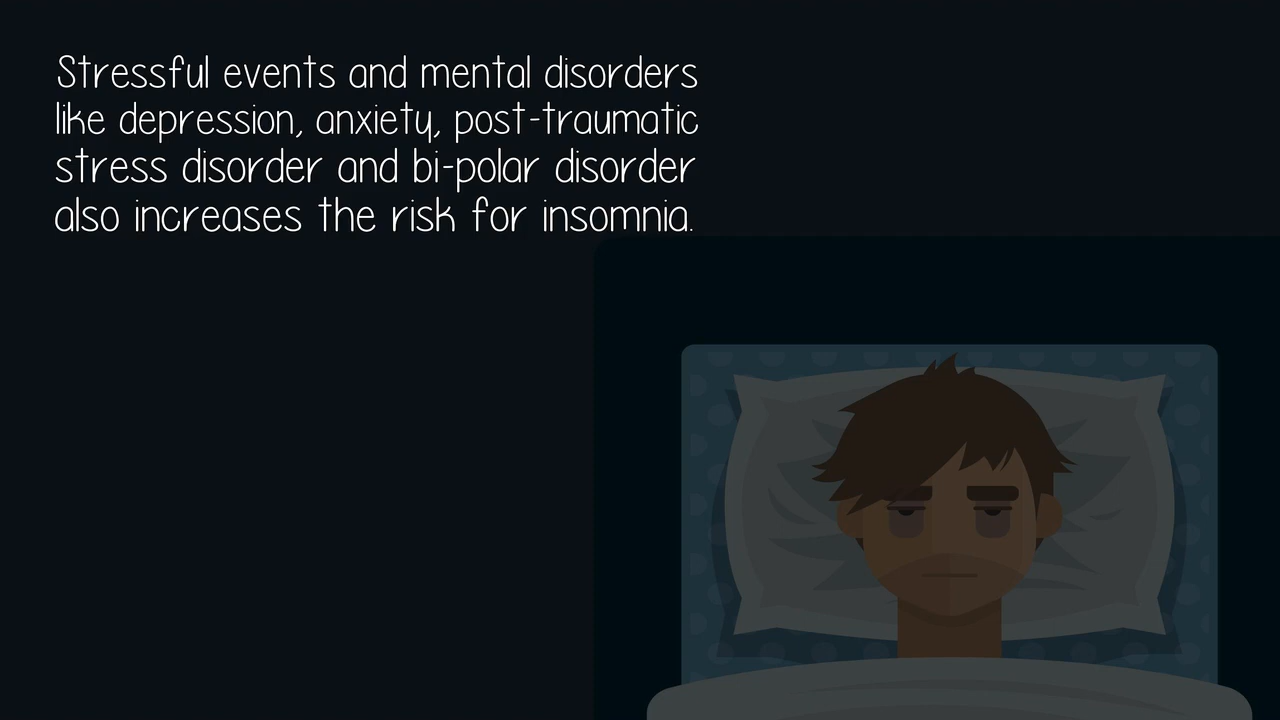 Stressful events and mental disorders
like depression, anxiety, post-traumatic
stress disorder and bi-polar disorder
also increases the risk for insomnia.